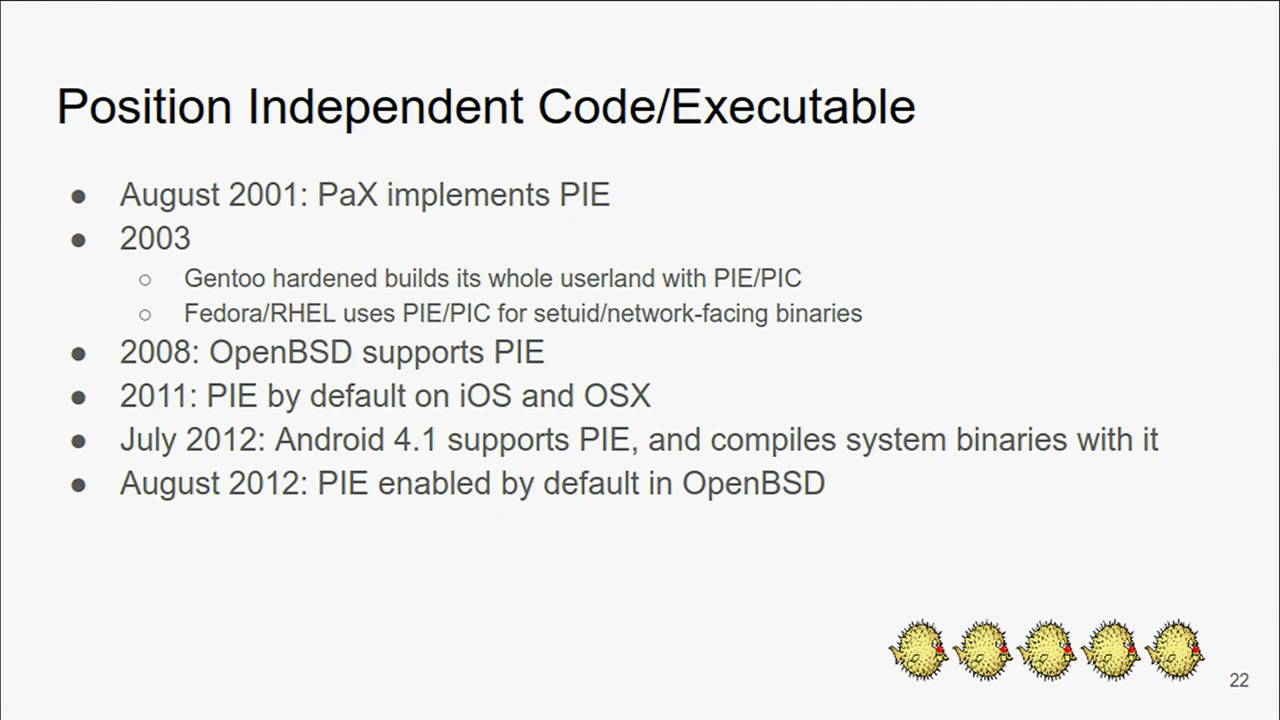 Position Independent Code/Executable
● August 2001: PaX implements PIE
● 2003
○ Gentoo hardened builds its whole userland with PIE/PIC
○ Fedora/RHEL uses PIE/PIC for setuid/network-facing binaries
● 2008: OpenBSD supports PIE
● 2011: PIE by default on iOS and OSX
● July 2012: Android 4.1 supports PIE, and compiles system binaries with it
● August 2012: PIE enabled by default in OpenBSD
22